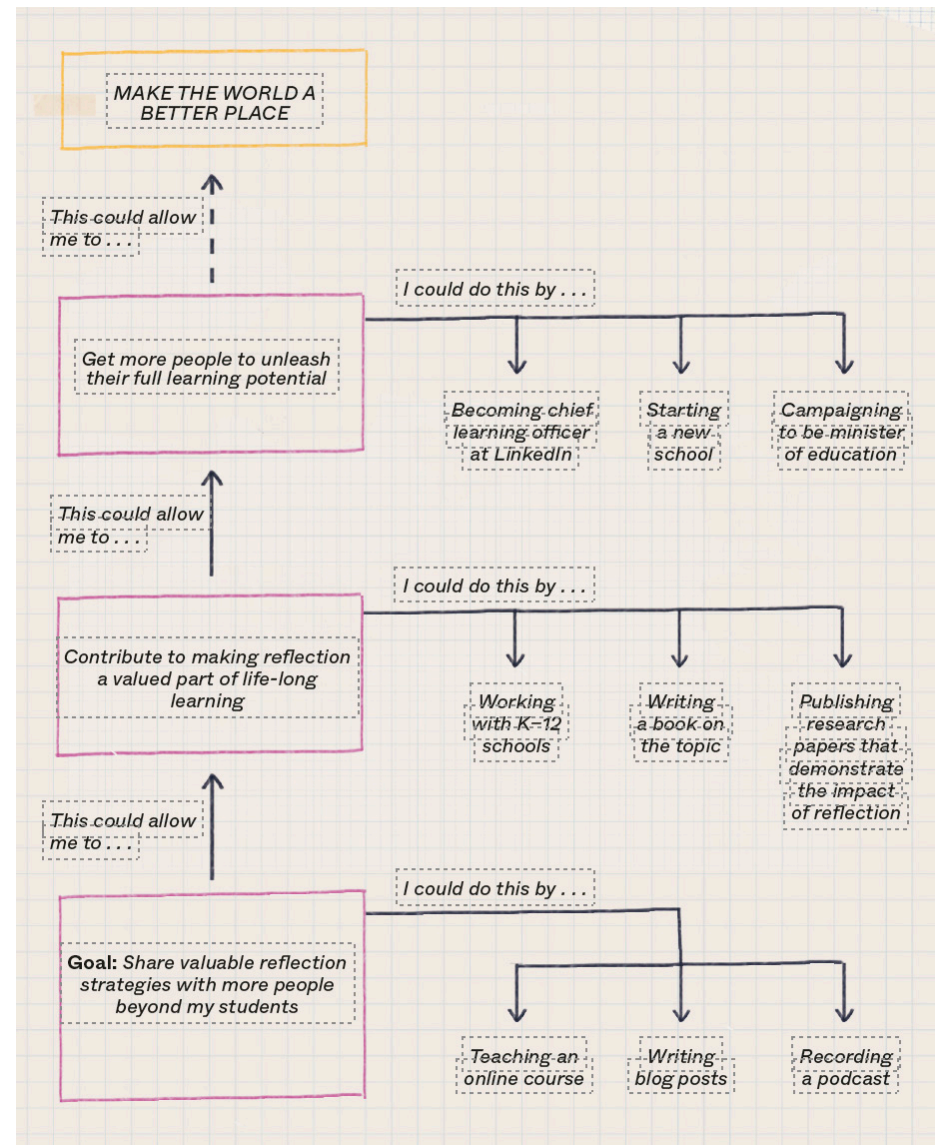 MAKE THE WORLD A
BETTER PLACE
This could allow
me to . . .
I could do this by . . .
Get more people to unleash
their full learning potential
Becoming chief
learning officer
at LinkedIn
Starting
a new
school
Campaigning
to be minister
of education
This could allow
me to . . .
I could do this by . . .
Contribute to making reflection
a valued part of life-long
learning
Working
with K–12
schools
Writing
a book on
the topic
Publishing
research
papers that
demonstrate
the impact
of reflection
This could allow
me to . . .
I could do this by . . .
Goal: Share valuable reflection
strategies with more people
beyond my students
Teaching an
online course
Writing
blog posts
Recording
a podcast